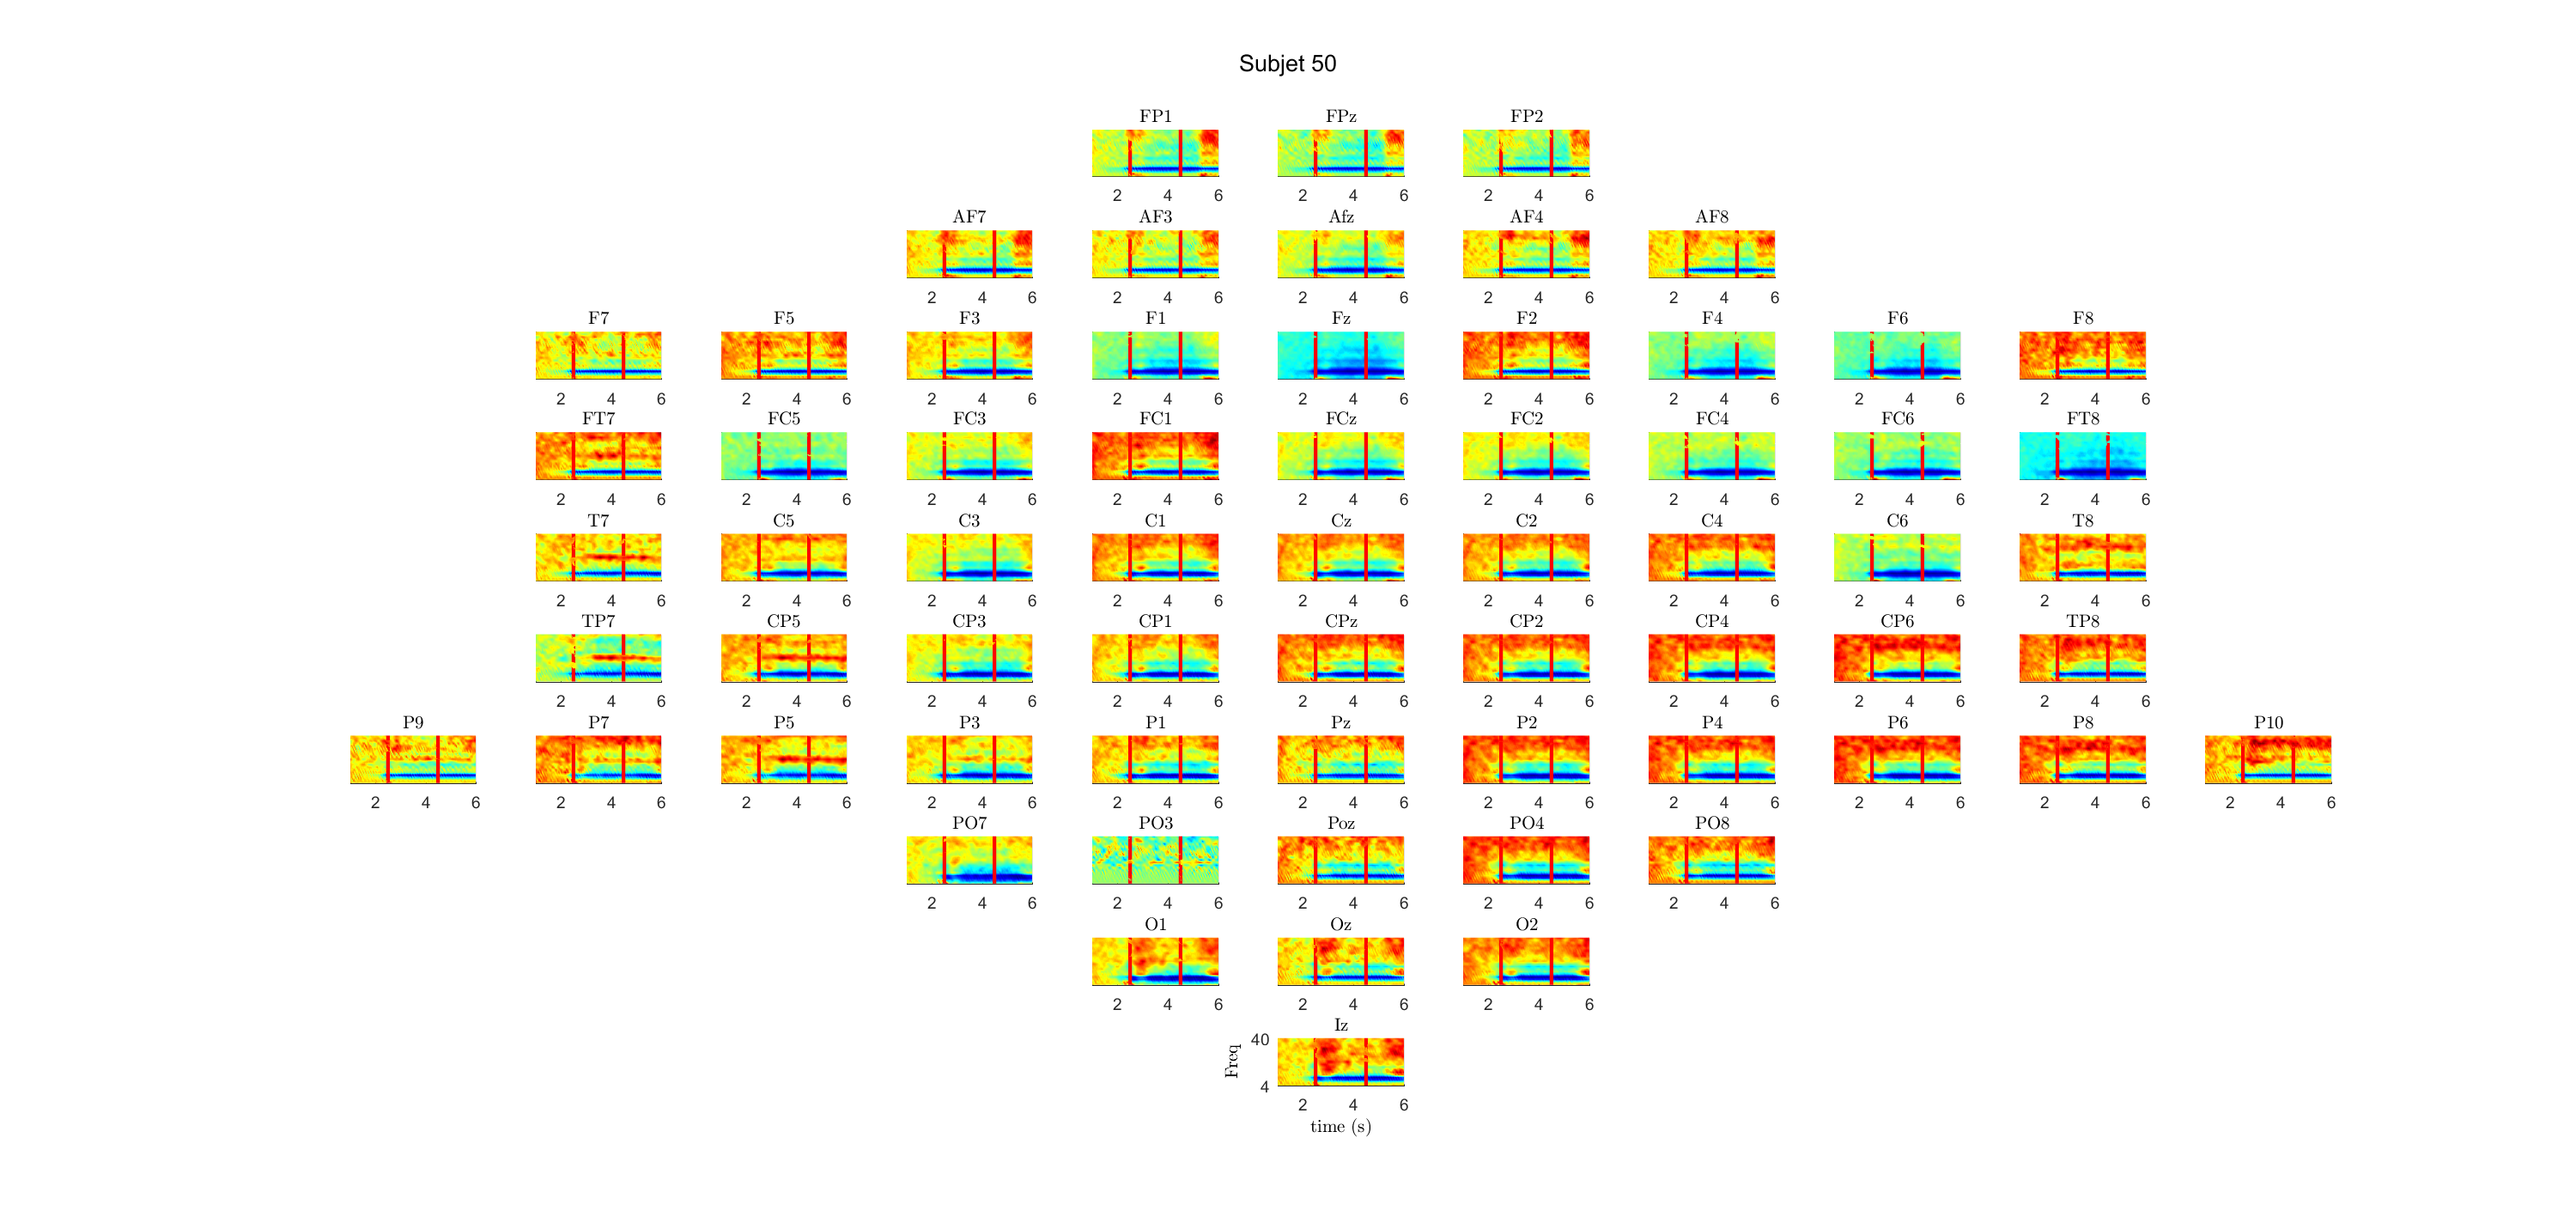 Subjet 50
FP1 FPz FP2
2 4 6 2 4 6 2 4 6
AF7 AF3 Afz AF4 AF8
2 4 6 2 4 6 2 4 6 2 4 6 2 4 6
F7 F5 F3 F1 Fz F2 F4 F6 F8
2 4 6 2 4 6 2 4 6 2 4 6 2 4 6 2 4 6 2 4 6 2 4 6 2 4 6
FT7 FC5 FC3 FC1 FCz FC2 FC4 FC6 FT8
2 4 6 2 4 6 2 4 6 2 4 6 2 4 6 2 4 6 2 4 6 2 4 6 2 4 6
T7 C5 C3 C1 Cz C2 C4 C6 T8
2 4 6 2 4 6 2 4 6 2 4 6 2 4 6 2 4 6 2 4 6 2 4 6 2 4 6
TP7 CP5 CP3 CP1 CPz CP2 CP4 CP6 TP8
2 4 6 2 4 6 2 4 6 2 4 6 2 4 6 2 4 6 2 4 6 2 4 6 2 4 6
P9 P7 P5 P3 P1 Pz P2 P4 P6 P8 P10
2 4 6 2 4 6 2 4 6 2 4 6 2 4 6 2 4 6 2 4 6 2 4 6 2 4 6 2 4 6 2 4 6
PO7 PO3 Poz PO4 PO8
2 4 6 2 4 6 2 4 6 2 4 6 2 4 6
O1 Oz O2
2 4 6 2 4 6 2 4 6
Iz
40
Freq
4
2 4 6
time (s)